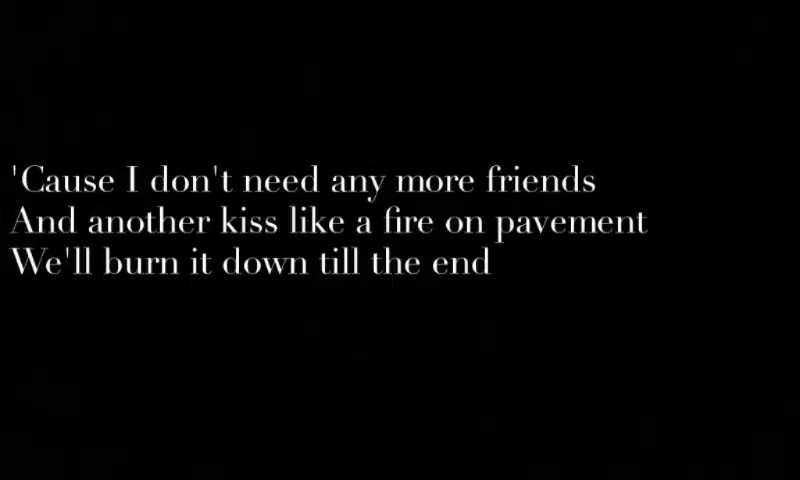 'Cause I don't need any more friends
And another kiss like a fire on pavement
We'll burn it down till the end